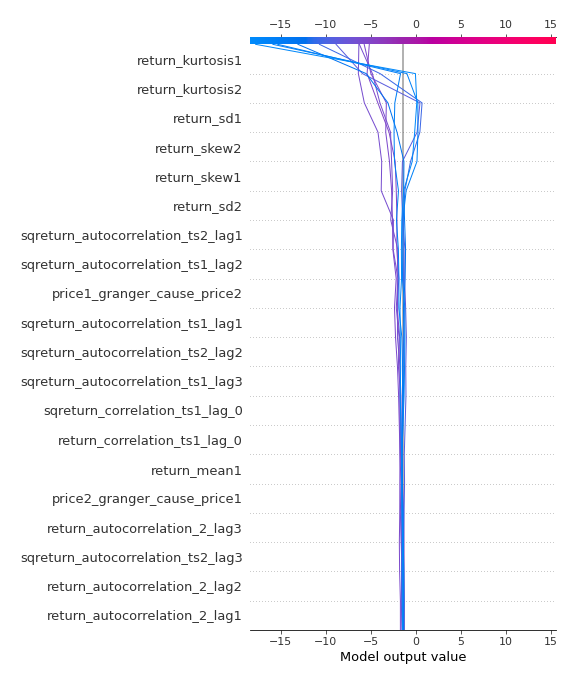 −15 −10 −5 0 5 10 15
return_kurtosis1
return_kurtosis2
return_sd1
return_skew2
return_skew1
return_sd2
sqreturn_autocorrelation_ts2_lag1
sqreturn_autocorrelation_ts1_lag2
price1_granger_cause_price2
sqreturn_autocorrelation_ts1_lag1
sqreturn_autocorrelation_ts2_lag2
sqreturn_autocorrelation_ts1_lag3
sqreturn_correlation_ts1_lag_0
return_correlation_ts1_lag_0
return_mean1
price2_granger_cause_price1
return_autocorrelation_2_lag3
sqreturn_autocorrelation_ts2_lag3
return_autocorrelation_2_lag2
return_autocorrelation_2_lag1
−15 −10 −5 0 5 10 15
Model output value